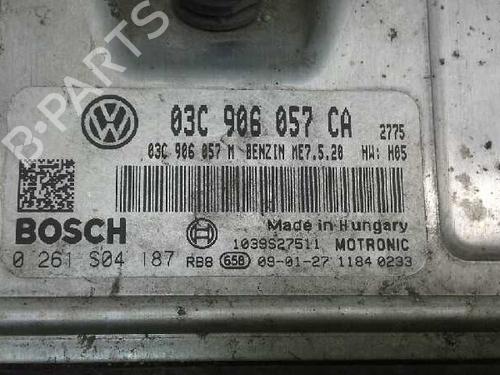 B-PARTS
03C 906 057 CA 2775
03C 906 057 M BENZIN ME7.5.20 HW: H05
BOSCH
Made in Hungary
1039S27511 MOTRONIC
0 261 S04 187 RB8 658 09-01-27 1184 0233